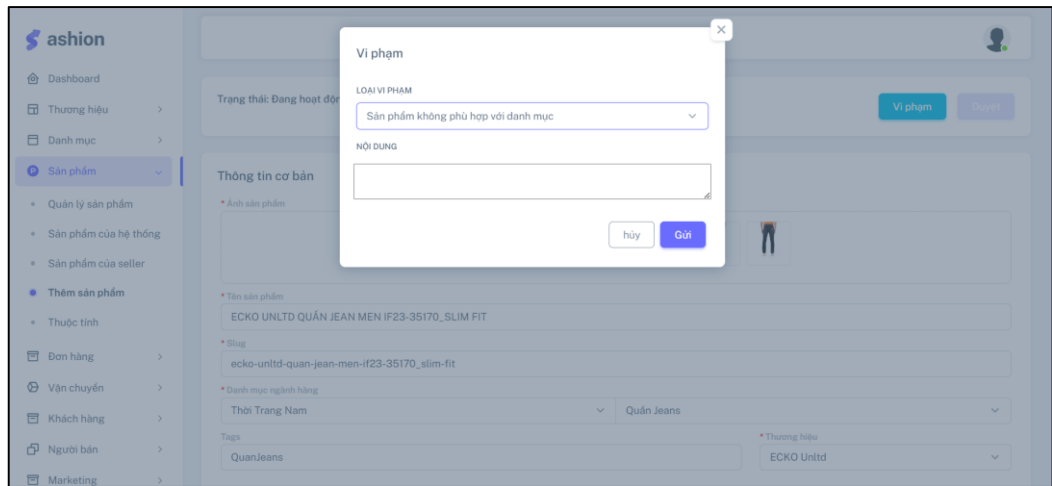 ashion
Dashboard
Thương hiệu
Danh mục
Sản phẩm
Quản lý sản phẩm
Sản phẩm của hệ thống
Sản phẩm của seller
Thêm sản phẩm
Thuộc tính
Đơn hàng
Vận chuyển
Khách hàng
Người bán
Marketing
Vi phạm
LOẠI VI PHẠM
Sản phẩm không phù hợp với danh mục
NỘI DUNG
hủy Gửi
Trạng thái: Đang hoạt độn
Vi phạm Duyệt
Thông tin cơ bản
* Ảnh sản phẩm
* Tên sản phẩm
ECKO UNLTD QUẦN JEAN MEN IF23-35170_SLIM FIT
* Slug
ecko-unltd-quan-jean-men-if23-35170_slim-fit
* Danh mục ngành hàng
Thời Trang Nam Quần Jeans
Tags * Thương hiệu
QuanJeans ECKO Unltd